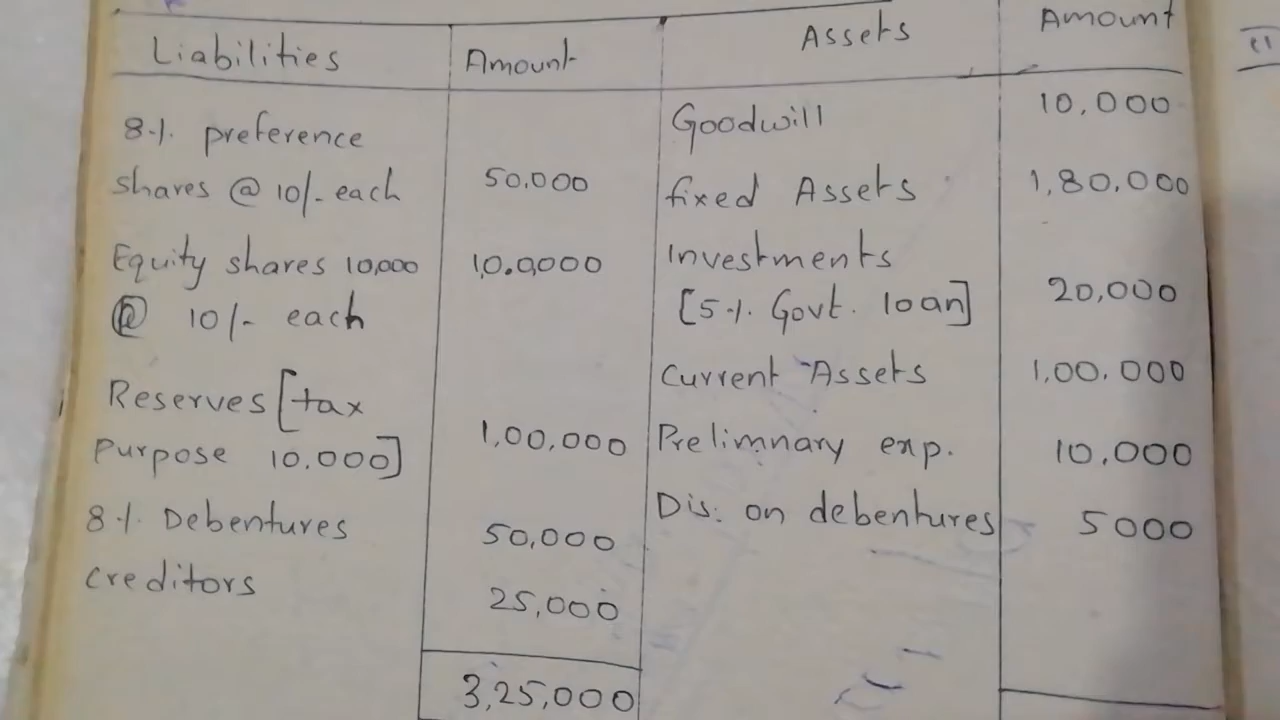 Liabilities Amount Assets Amount
8%. preference
shares @ 10/- each 50,000
Equity shares 10,000 1,0,0,000
@ 10/- each
Reserves [tax
purpose 10,000] 1,00,000
8%. Debentures 50,000
creditors 25,000
3,25,000
Goodwill 10,000
fixed Assets 1,80,000
Investments
[5%. Govt. loan] 20,000
Current Assets 1,00,000
Prelimnary exp. 10,000
Dis: on debentures 5000